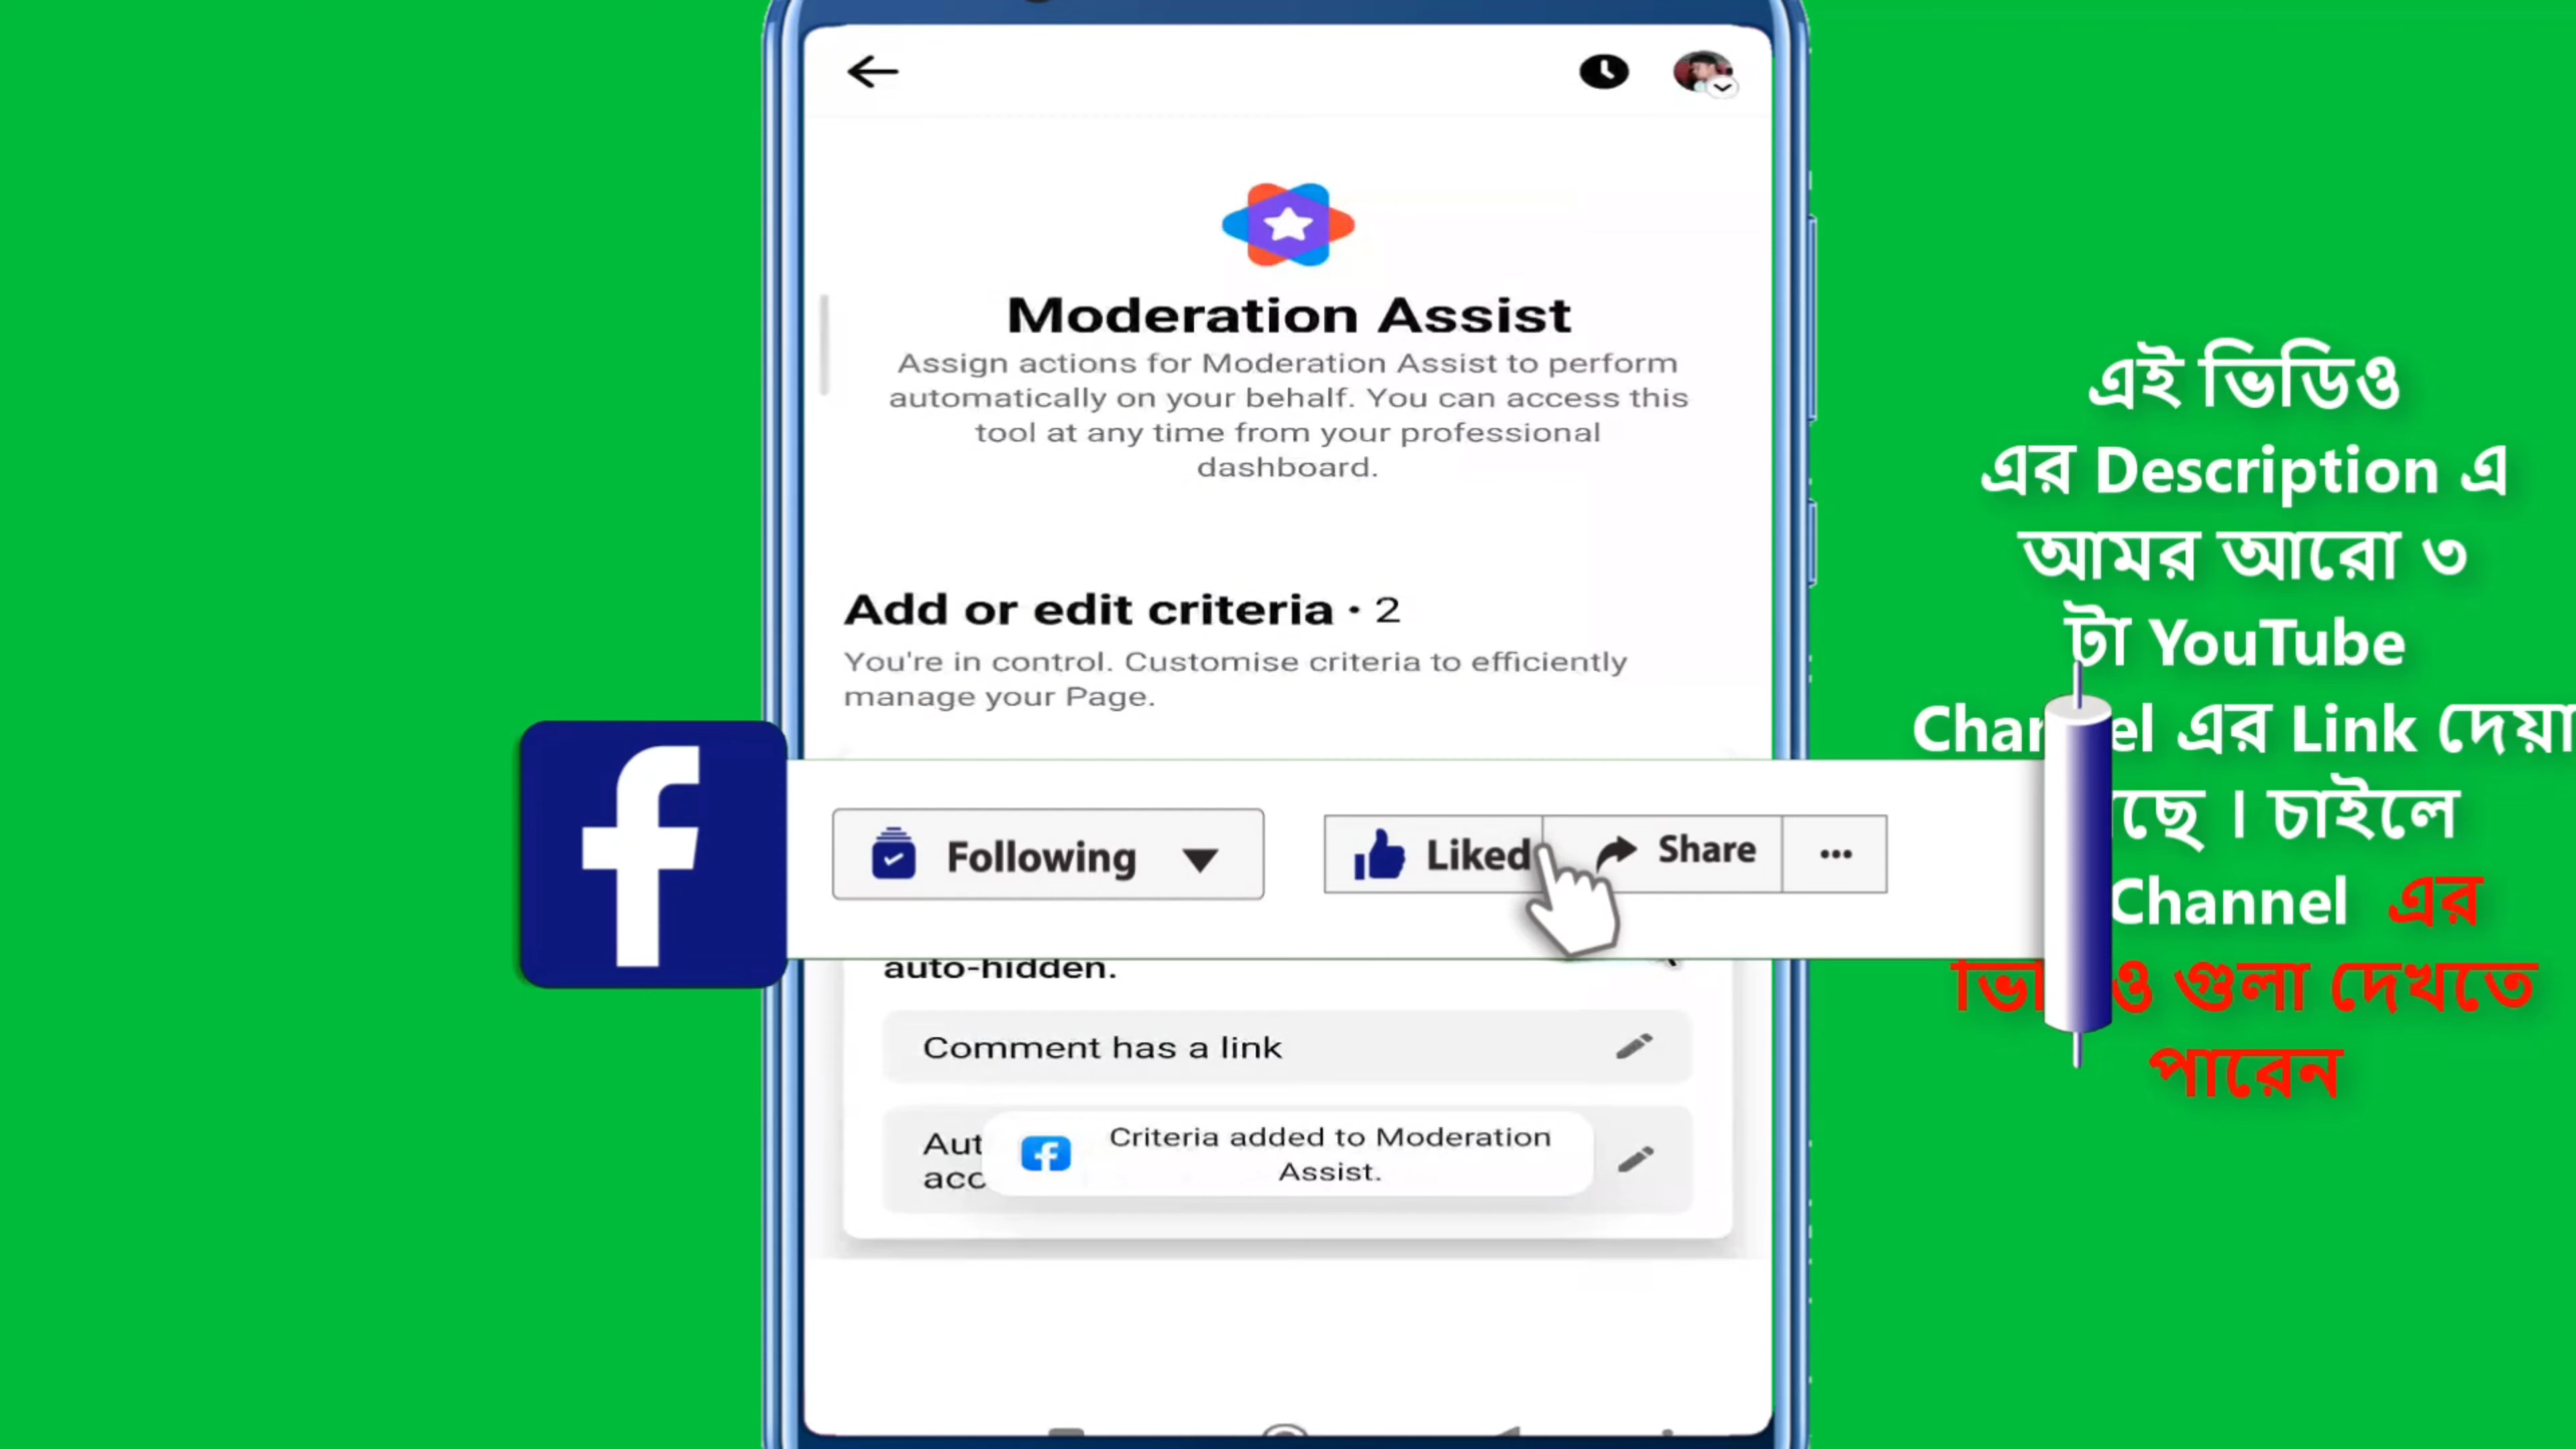 Moderation Assist
Assign actions for Moderation Assist to perform
automatically on your behalf. You can access this
tool at any time from your professional
dashboard.
Add or edit criteria · 2
You're in control. Customise criteria to efficiently
manage your Page.
Following
Liked
Share
auto-hidden.
Comment has a link
Criteria added to Moderation
Assist.
এই ভিডিও
এর Description এ
আমর আরো ৩
টা YouTube
এর Link দেয়া
। চাইলে
Channel এর
গুলা দেখতে
পারেন